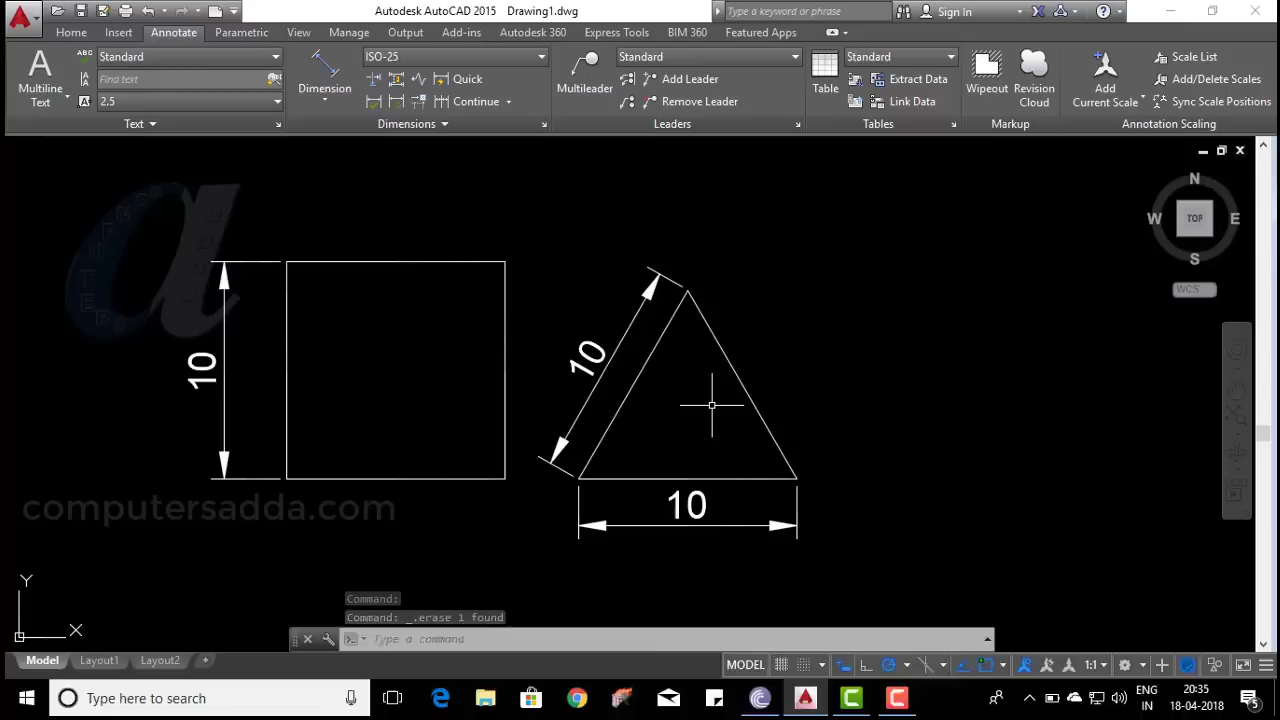 Autodesk AutoCAD 2015 Drawing1.dwg
Type a keyword or phrase
Sign In
Home Insert Annotate Parametric View Manage Output Add-ins Autodesk 360 Express Tools BIM 360 Featured Apps
A
Multiline
Text
ABC
Standard
Find text
2.5
Text
Dimension
ISO-25
Quick
Continue
Dimensions
Multileader
Standard
Add Leader
Remove Leader
Leaders
Table
Standard
Extract Data
Link Data
Tables
Wipeout
Revision
Cloud
Markup
Add
Current Scale
Scale List
Add/Delete Scales
Sync Scale Positions
Annotation Scaling
N
W TOP E
S
WCS
10
10
10
computersadda.com
Y
X
Command:
Command: _.erase 1 found
Type a command
Model Layout1 Layout2 +
MODEL
1:1
Type here to search
ENG
IN
20:35
18-04-2018
5